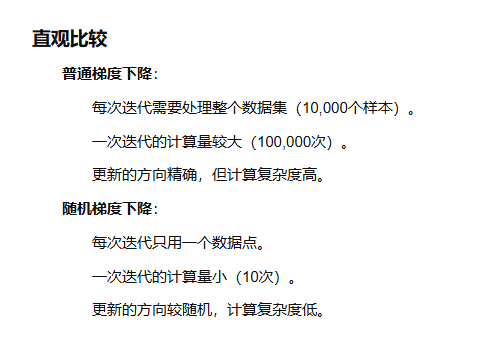 直观比较
普通梯度下降：
每次迭代需要处理整个数据集（10,000个样本）。
一次迭代的计算量较大（100,000次）。
更新的方向精确，但计算复杂度高。
随机梯度下降：
每次迭代只用一个数据点。
一次迭代的计算量小（10次）。
更新的方向较随机，计算复杂度低。